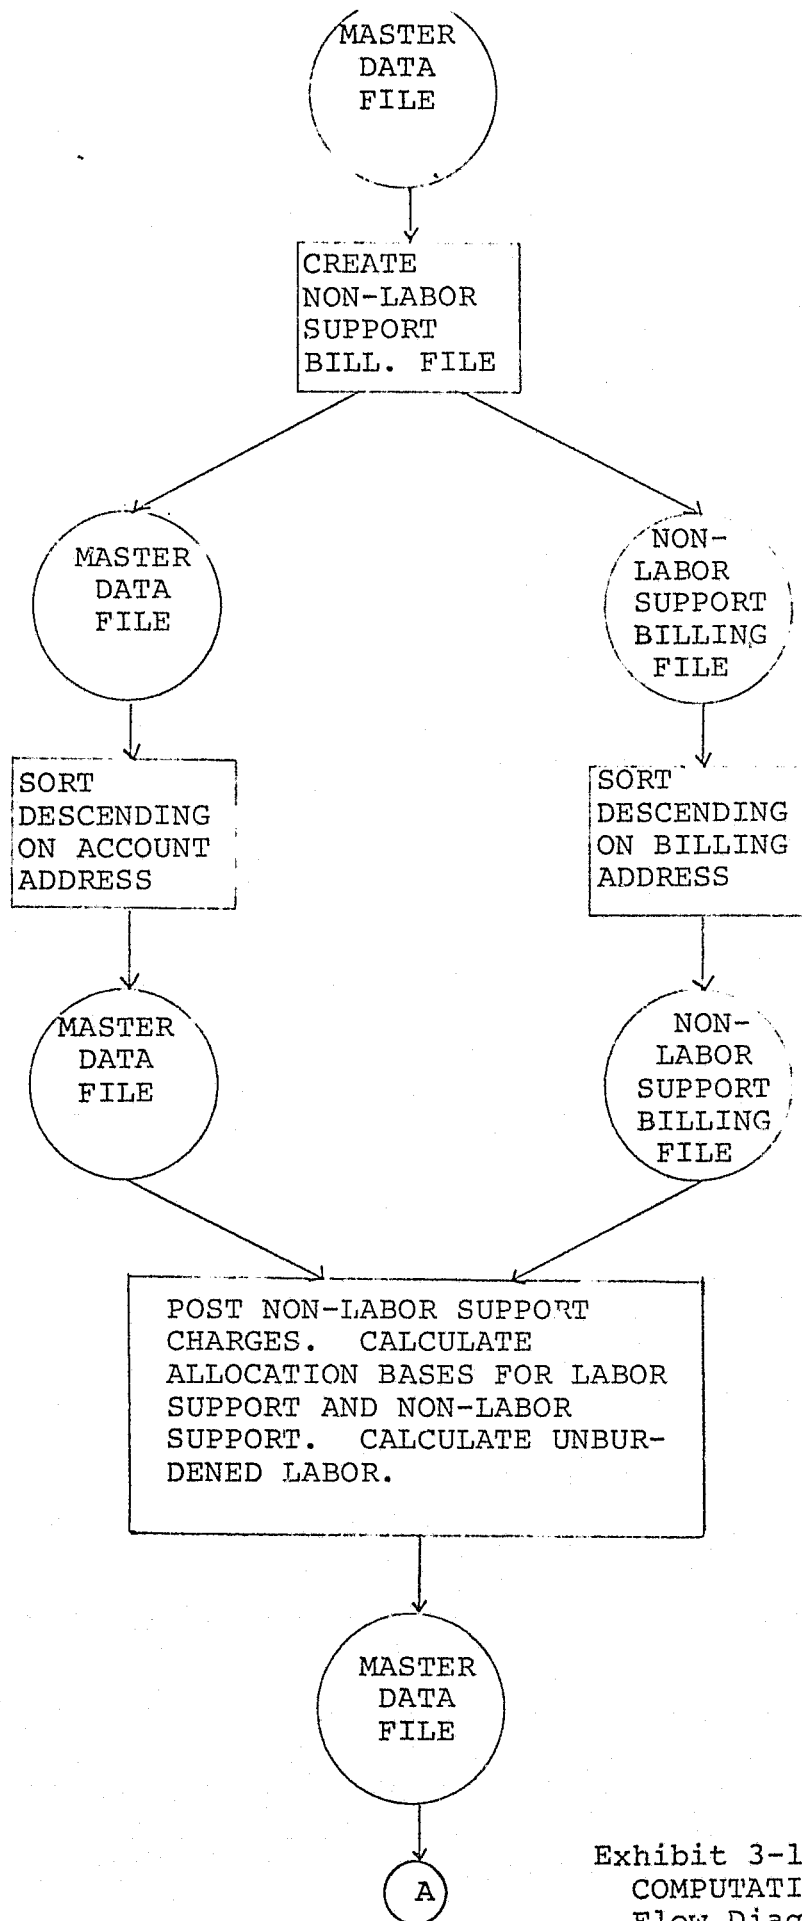 MASTER
DATA
FILE
CREATE
NON-LABOR
SUPPORT
BILL. FILE
MASTER
DATA
FILE
NON-
LABOR
SUPPORT
BILLING
FILE
SORT
DESCENDING
ON ACCOUNT
ADDRESS
SORT
DESCENDING
ON BILLING
ADDRESS
MASTER
DATA
FILE
NON-
LABOR
SUPPORT
BILLING
FILE
POST NON-LABOR SUPPORT
CHARGES. CALCULATE
ALLOCATION BASES FOR LABOR
SUPPORT AND NON-LABOR
SUPPORT. CALCULATE UNBUR-
DENED LABOR.
MASTER
DATA
FILE
A
Exhibit 3-1
COMPUTATI
Flow Diag